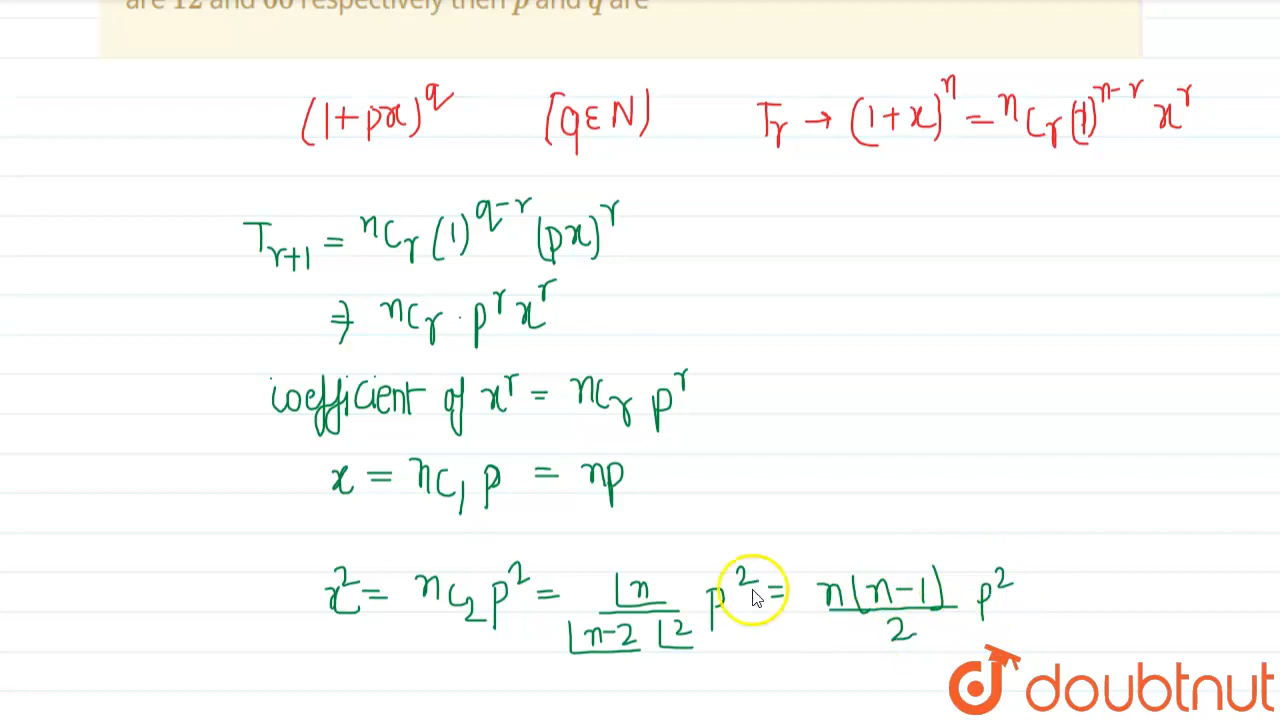 are 12 and 60 respectively then p and q are
(1+px)^q [q∈N) T_r → (1+x)^n = ^nC_r (1)^{n-r} x^r
T_{r+1} = ^nC_r (1)^{q-r} (px)^r
⇒ ^nC_r . p^r x^r
coefficient of x^r = ^nC_r p^r
x = ^nC_1 p = np
x^2 = ^nC_2 p^2 = ⌊n / ⌊n-2 ⌊2 p^2 = n(n-1) / 2 p^2
doubtnut